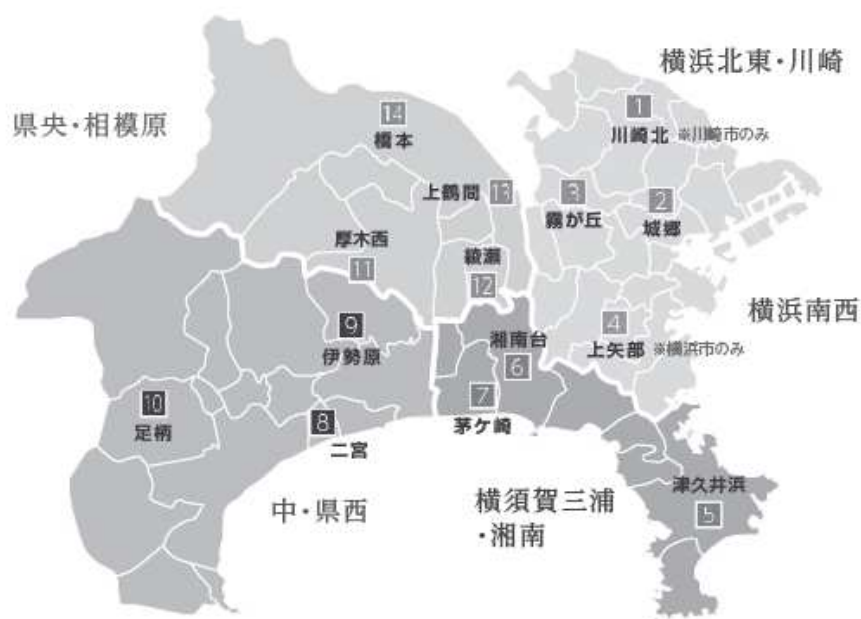 横浜北東・川崎
県央・相模原
1
川崎北 ※川崎市のみ
14
橋本
上鶴間 13
3
霧が丘
2
城郷
厚木西
11
綾瀬
12
横浜南西
9
伊勢原
湘南台
6
4
上矢部 ※横浜市のみ
10
足柄
7
茅ケ崎
8
二宮
津久井浜
5
中・県西
横須賀三浦
・湘南